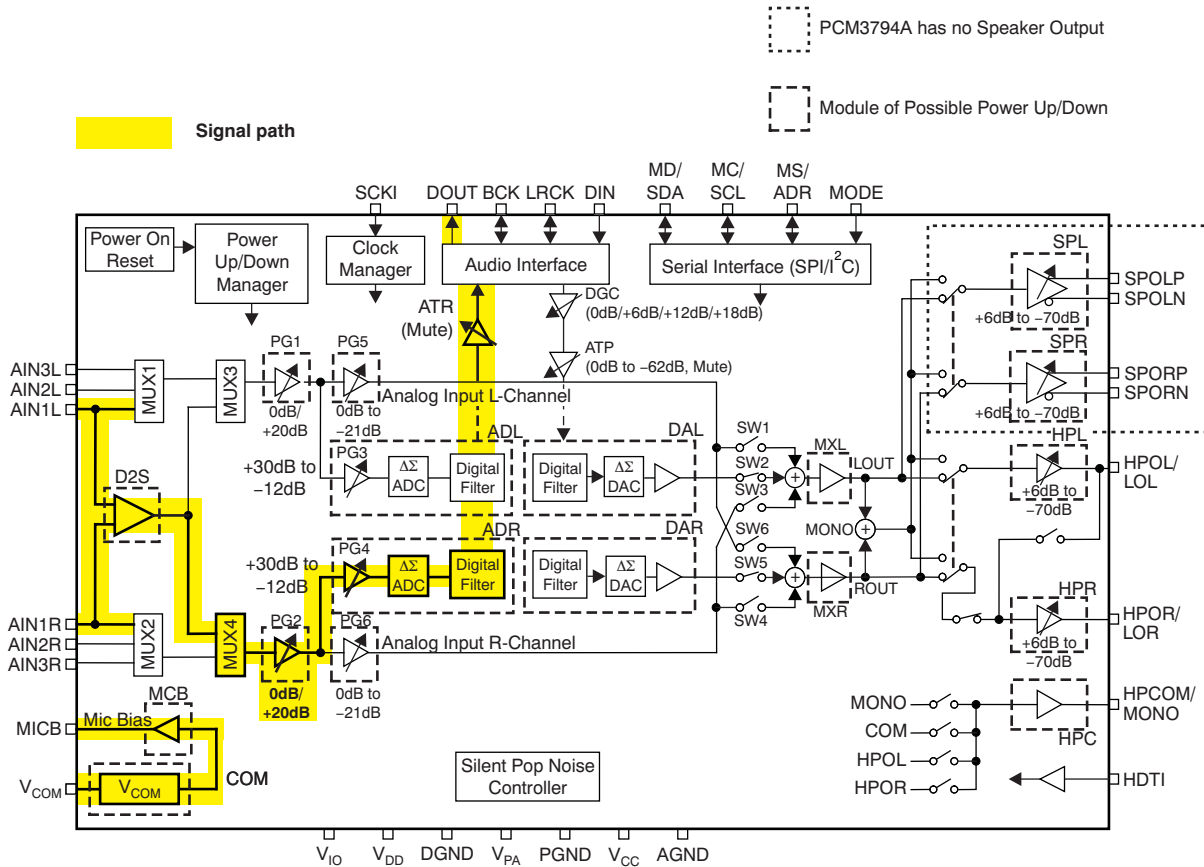 PCM3794A has no Speaker Output
Module of Possible Power Up/Down
Signal path
SCKI
DOUT
BCK
LRCK
DIN
MD/
SDA
MC/
SCL
MS/
ADR
MODE
Power On
Reset
Power
Up/Down
Manager
Clock
Manager
Audio Interface
Serial Interface (SPI/I2C)
ATR
(Mute)
DGC
(0dB/+6dB/+12dB/+18dB)
ATP
(0dB to −62dB, Mute)
SPL
+6dB to −70dB
SPOLP
SPOLN
SPR
+6dB to −70dB
SPORP
SPORN
AIN3L
AIN2L
AIN1L
MUX1
MUX3
PG1
0dB/
+20dB
PG5
0dB to
−21dB
Analog Input L-Channel
ADL
+30dB to
−12dB
PG3
ΔΣ
ADC
Digital
Filter
DAL
Digital
Filter
ΔΣ
DAC
SW1
SW2
SW3
SW6
SW5
SW4
MXL
LOUT
MONO
ROUT
MXR
HPL
+6dB to
−70dB
HPOL/
LOL
D2S
ADR
+30dB to
−12dB
PG4
ΔΣ
ADC
Digital
Filter
DAR
Digital
Filter
ΔΣ
DAC
AIN1R
AIN2R
AIN3R
MUX2
MUX4
PG2
0dB/
+20dB
PG6
0dB to
−21dB
Analog Input R-Channel
HPR
+6dB to
−70dB
HPOR/
LOR
MICB
Mic Bias
MCB
VCOM
VCOM
COM
Silent Pop Noise
Controller
MONO
COM
HPOL
HPOR
HPC
HPCOM/
MONO
HDTI
VIO
VDD
DGND
VPA
PGND
VCC
AGND